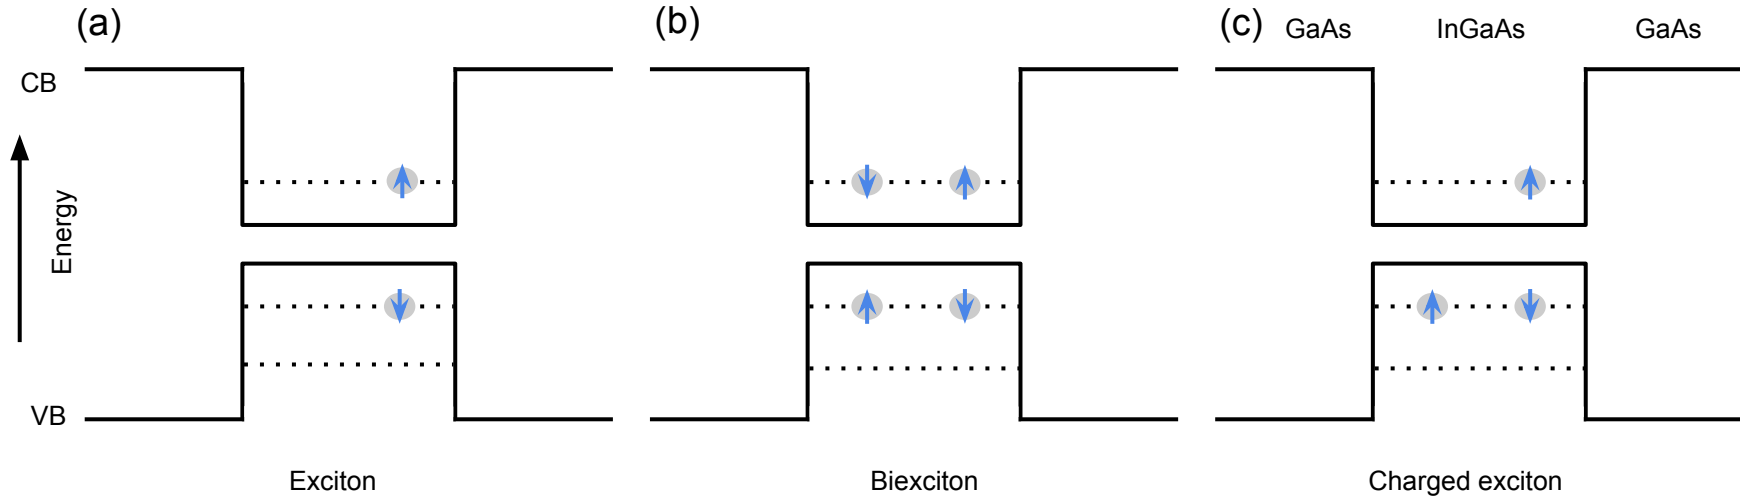 (a)
(b)
(c)
GaAs
InGaAs
GaAs
CB
Energy
VB
Exciton
Biexciton
Charged exciton